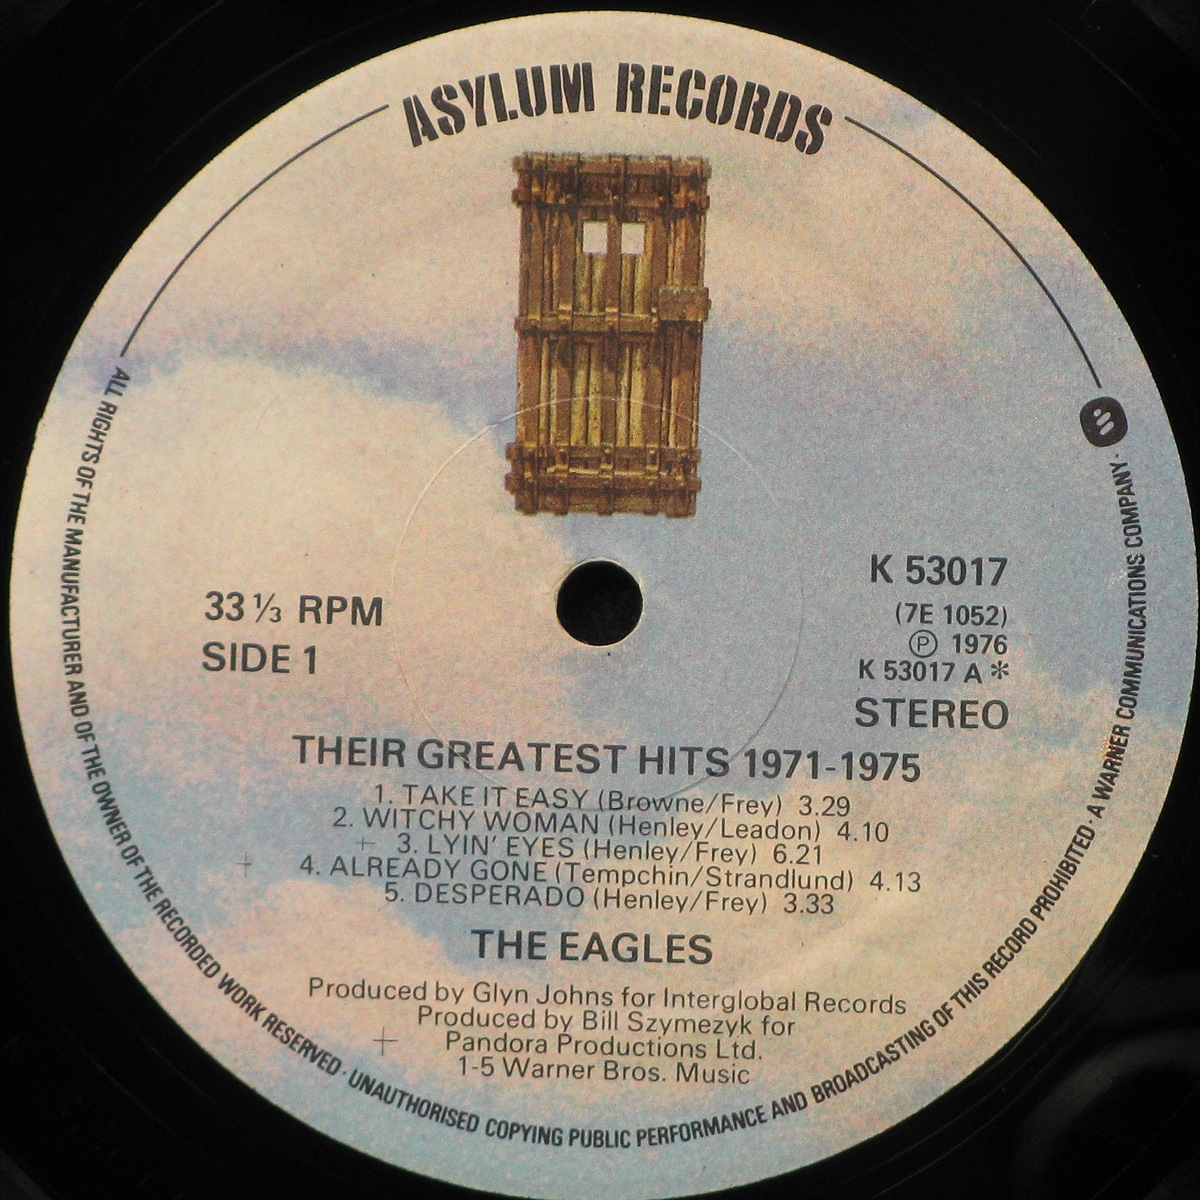 ASYLUM RECORDS
33 ⅓ RPM
SIDE 1
K 53017
(7E 1052)
Ⓟ 1976
K 53017 A *
STEREO
THEIR GREATEST HITS 1971-1975
1. TAKE IT EASY (Browne/Frey) 3.29
2. WITCHY WOMAN (Henley/Leadon) 4.10
+ 3. LYIN' EYES (Henley/Frey) 6.21
+ 4. ALREADY GONE (Tempchin/Strandlund) 4.13
5. DESPERADO (Henley/Frey) 3.33
THE EAGLES
Produced by Glyn Johns for Interglobal Records
Produced by Bill Szymezyk for
+ Pandora Productions Ltd.
1-5 Warner Bros. Music
ALL RIGHTS OF THE MANUFACTURER AND OF THE OWNER OF THE RECORDED WORK RESERVED · UNAUTHORISED COPYING PUBLIC PERFORMANCE AND BROADCASTING OF THIS RECORD PROHIBITED · A WARNER COMMUNICATIONS COMPANY ·